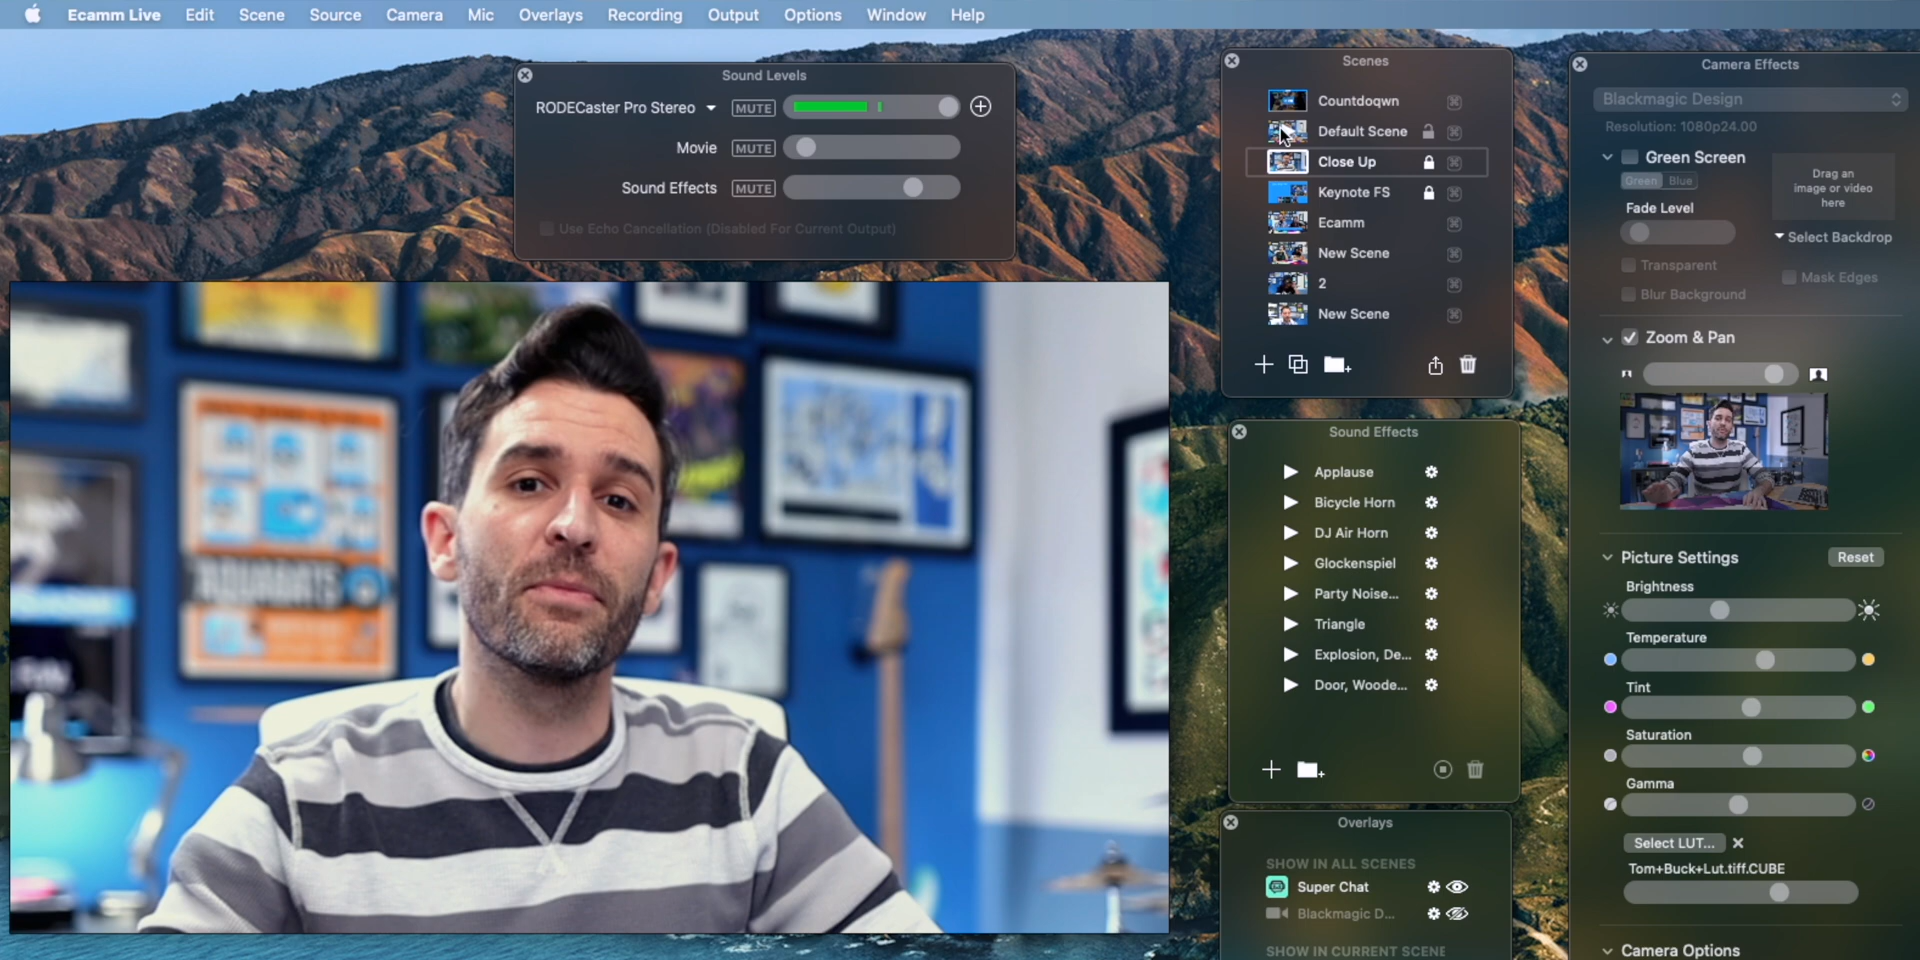 Ecamm Live Edit Scene Source Camera Mic Overlays Recording Output Options Window Help
Sound Levels
RODECaster Pro Stereo MUTE
Movie MUTE
Sound Effects MUTE
Use Echo Cancellation (Disabled For Current Output)
Scenes
Countdoqwn
Default Scene
Close Up
Keynote FS
Ecamm
New Scene
2
New Scene
Sound Effects
Applause
Bicycle Horn
DJ Air Horn
Glockenspiel
Party Noise...
Triangle
Explosion, De...
Door, Woode...
Overlays
SHOW IN ALL SCENES
Super Chat
Blackmagic D...
SHOW IN CURRENT SCENE
Camera Effects
Blackmagic Design
Resolution: 1080p24.00
Green Screen
Green Blue
Drag an
image or video
here
Fade Level
Select Backdrop
Transparent
Mask Edges
Blur Background
Zoom & Pan
Picture Settings Reset
Brightness
Temperature
Tint
Saturation
Gamma
Select LUT...
Tom+Buck+Lut.tiff.CUBE
Camera Options
AQUABATS